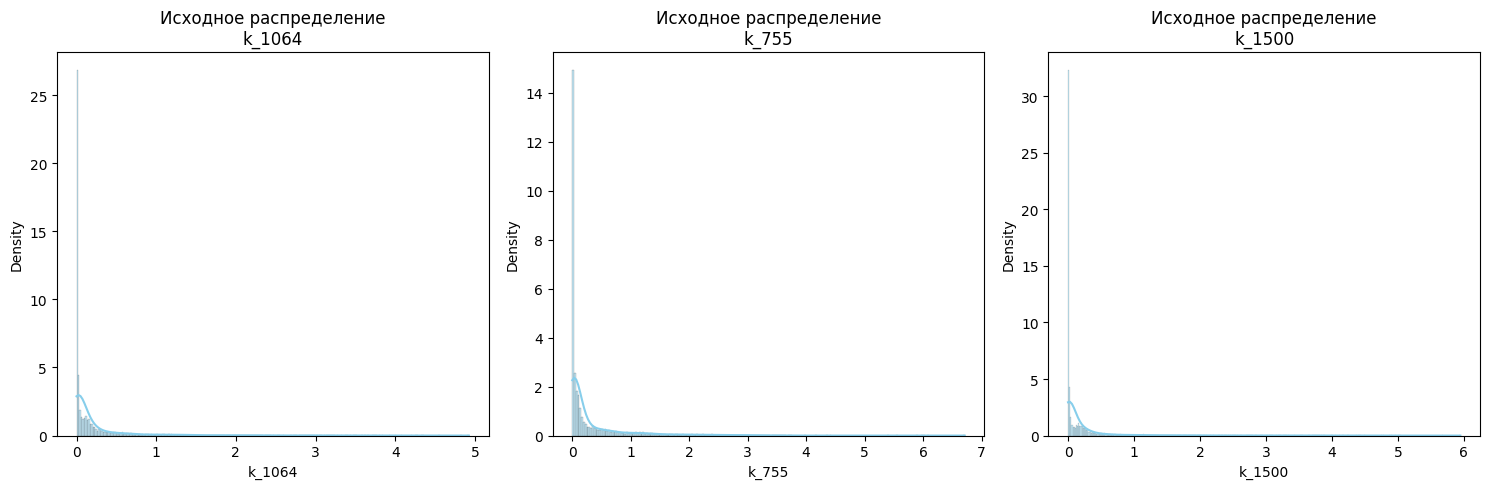 Исходное распределение
k_1064
Исходное распределение
k_755
Исходное распределение
k_1500
Density
25
20
15
10
5
0
0 1 2 3 4 5
k_1064
Density
14
12
10
8
6
4
2
0
0 1 2 3 4 5 6 7
k_755
Density
30
25
20
15
10
5
0
0 1 2 3 4 5 6
k_1500